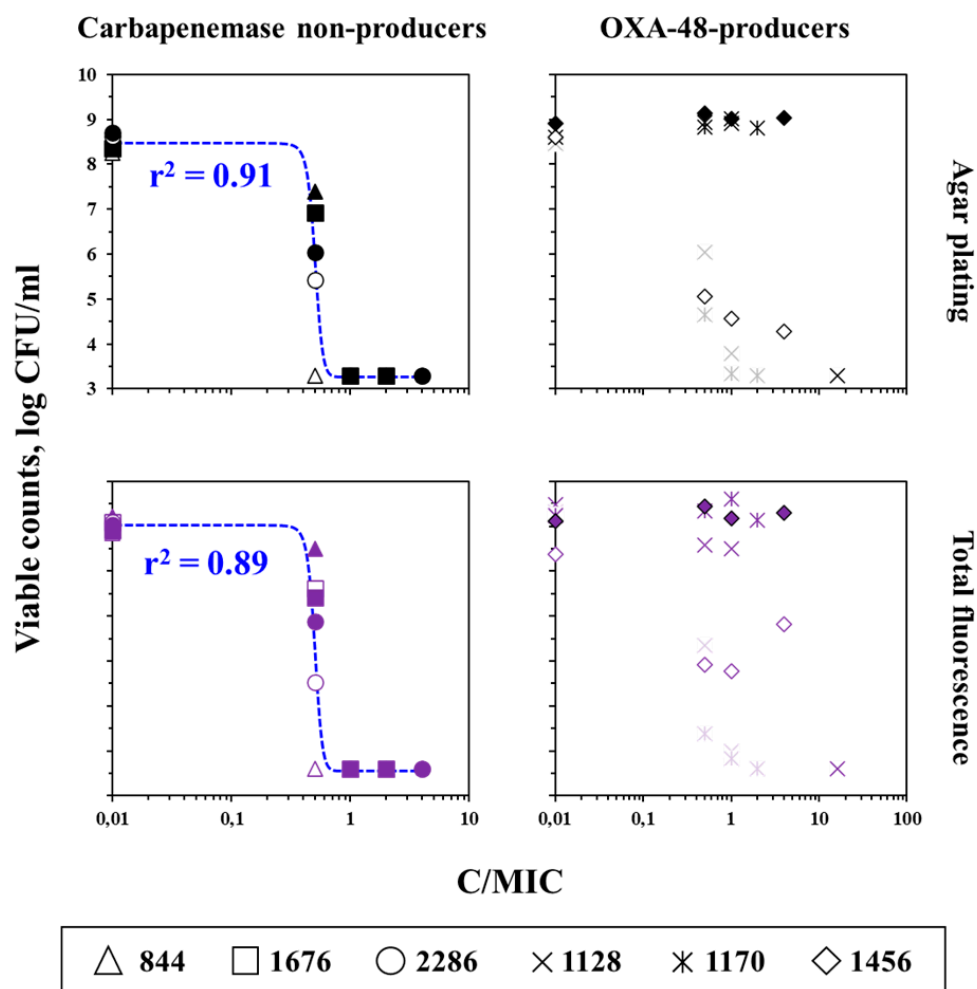 Carbapenemase non-producers
OXA-48-producers
Viable counts, log CFU/ml
10
9
8
7
6
5
4
3
r² = 0.91
Agar plating
r² = 0.89
Total fluorescence
0,01 0,1 1 10
0,01 0,1 1 10 100
C/MIC
844 1676 2286 1128 1170 1456